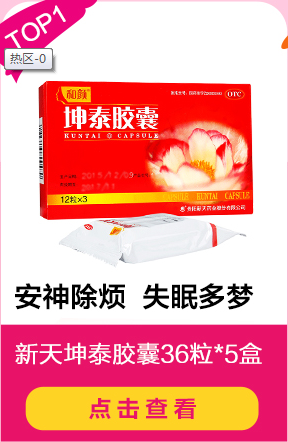 TOP1
热区-0
和颜
OTC
坤泰胶囊
KUNTAI CAPSULE
12粒×3
KUNTAI CAPSULE
安神除烦 失眠多梦
新天坤泰胶囊36粒*5盒
点击查看